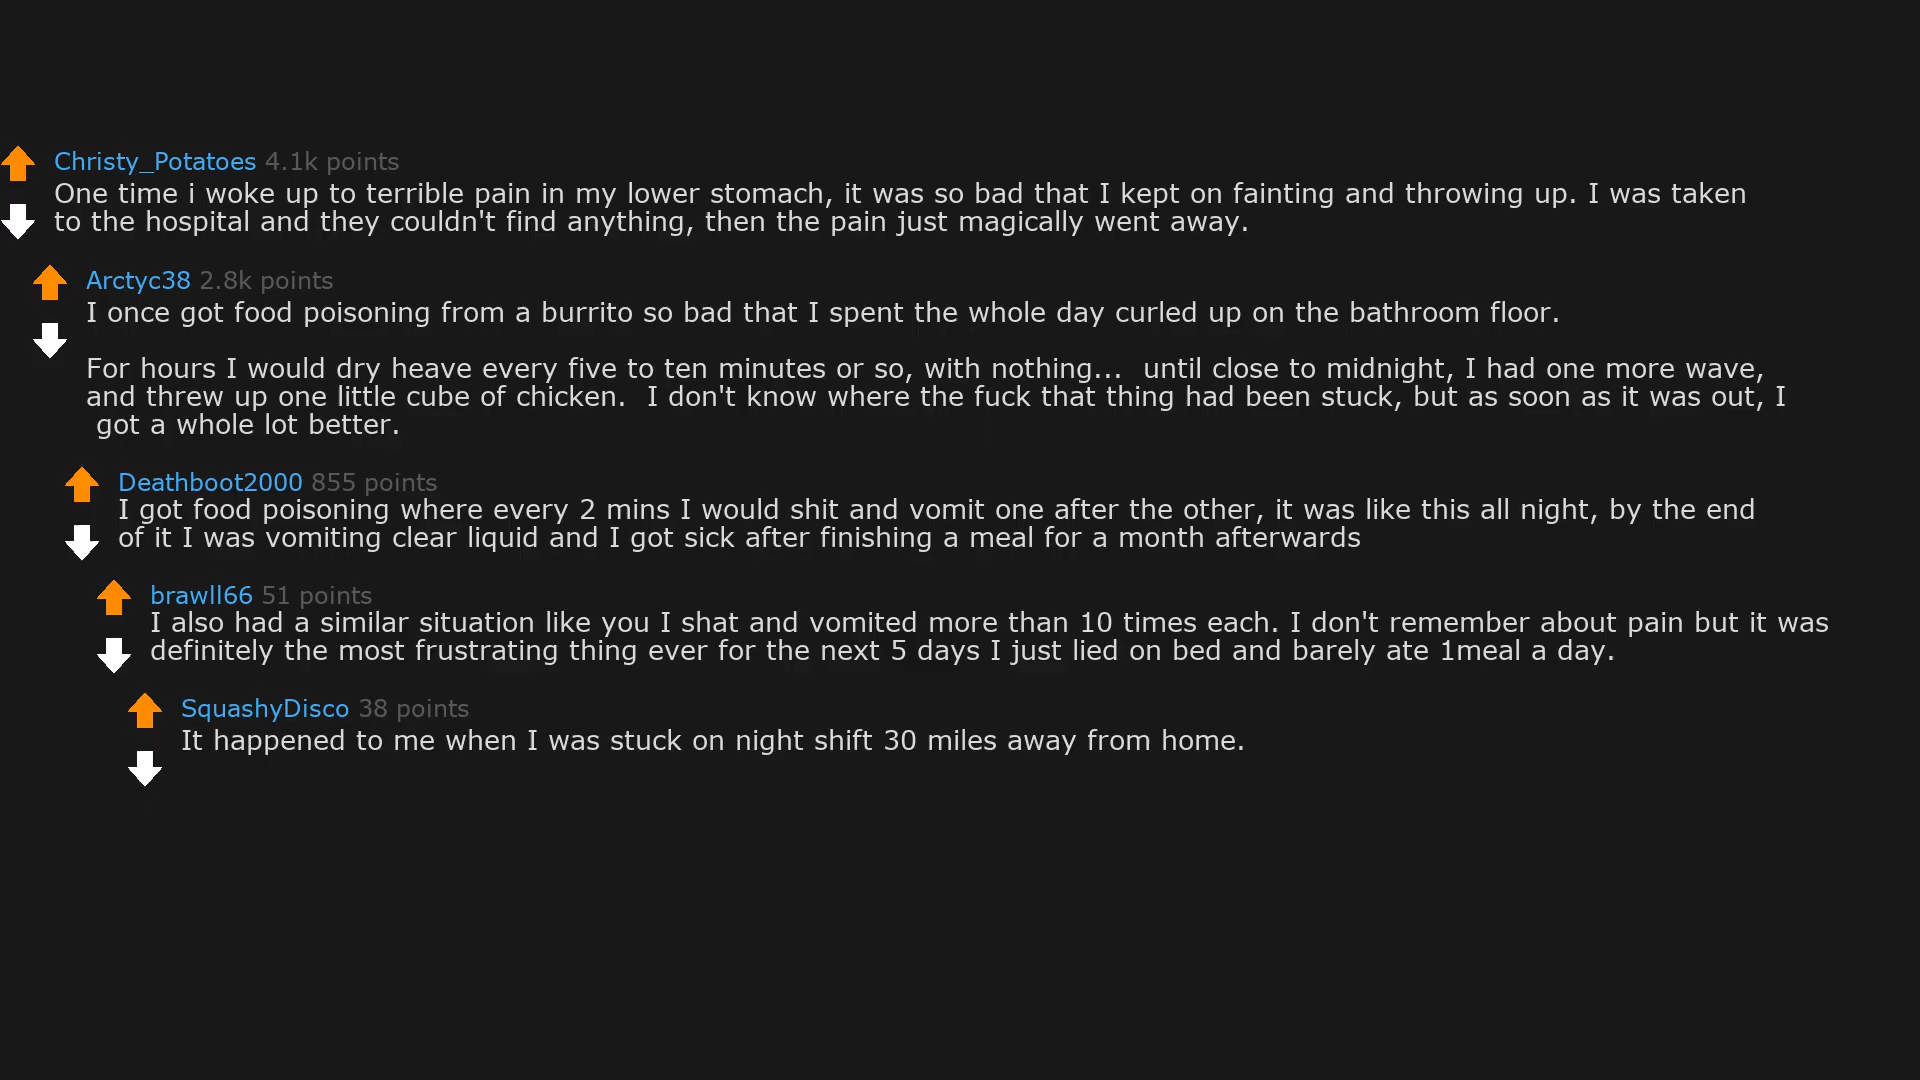 Christy_Potatoes 4.1k points
One time i woke up to terrible pain in my lower stomach, it was so bad that I kept on fainting and throwing up. I was taken
to the hospital and they couldn't find anything, then the pain just magically went away.
Arctyc38 2.8k points
I once got food poisoning from a burrito so bad that I spent the whole day curled up on the bathroom floor.
For hours I would dry heave every five to ten minutes or so, with nothing...  until close to midnight, I had one more wave,
and threw up one little cube of chicken.  I don't know where the fuck that thing had been stuck, but as soon as it was out, I
got a whole lot better.
Deathboot2000 855 points
I got food poisoning where every 2 mins I would shit and vomit one after the other, it was like this all night, by the end
of it I was vomiting clear liquid and I got sick after finishing a meal for a month afterwards
brawll66 51 points
I also had a similar situation like you I shat and vomited more than 10 times each. I don't remember about pain but it was
definitely the most frustrating thing ever for the next 5 days I just lied on bed and barely ate 1meal a day.
SquashyDisco 38 points
It happened to me when I was stuck on night shift 30 miles away from home.